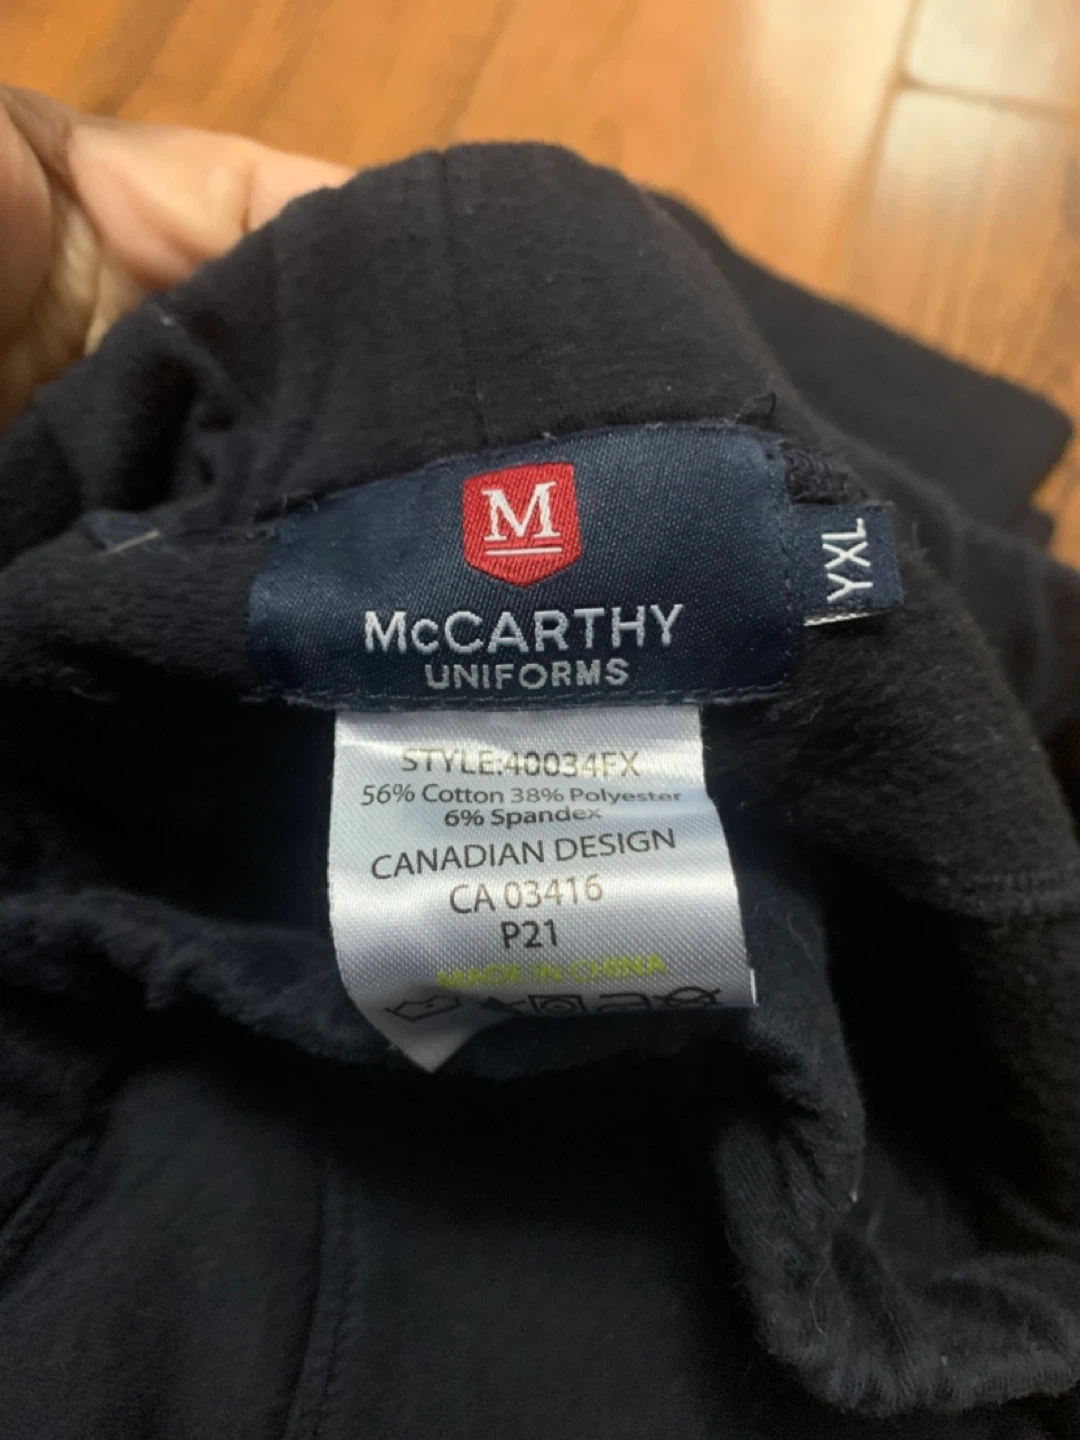 M
McCARTHY
UNIFORMS
YXL
STYLE:40034FX
56% Cotton 38% Polyester
6% Spandex
CANADIAN DESIGN
CA 03416
P21
MADE IN CHINA